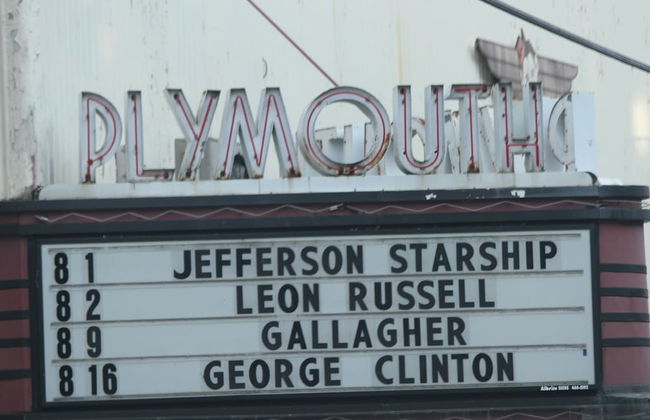 PLYMOUTH
8 1 JEFFERSON STARSHIP
8 2 LEON RUSSELL
8 9 GALLAGHER
8 16 GEORGE CLINTON